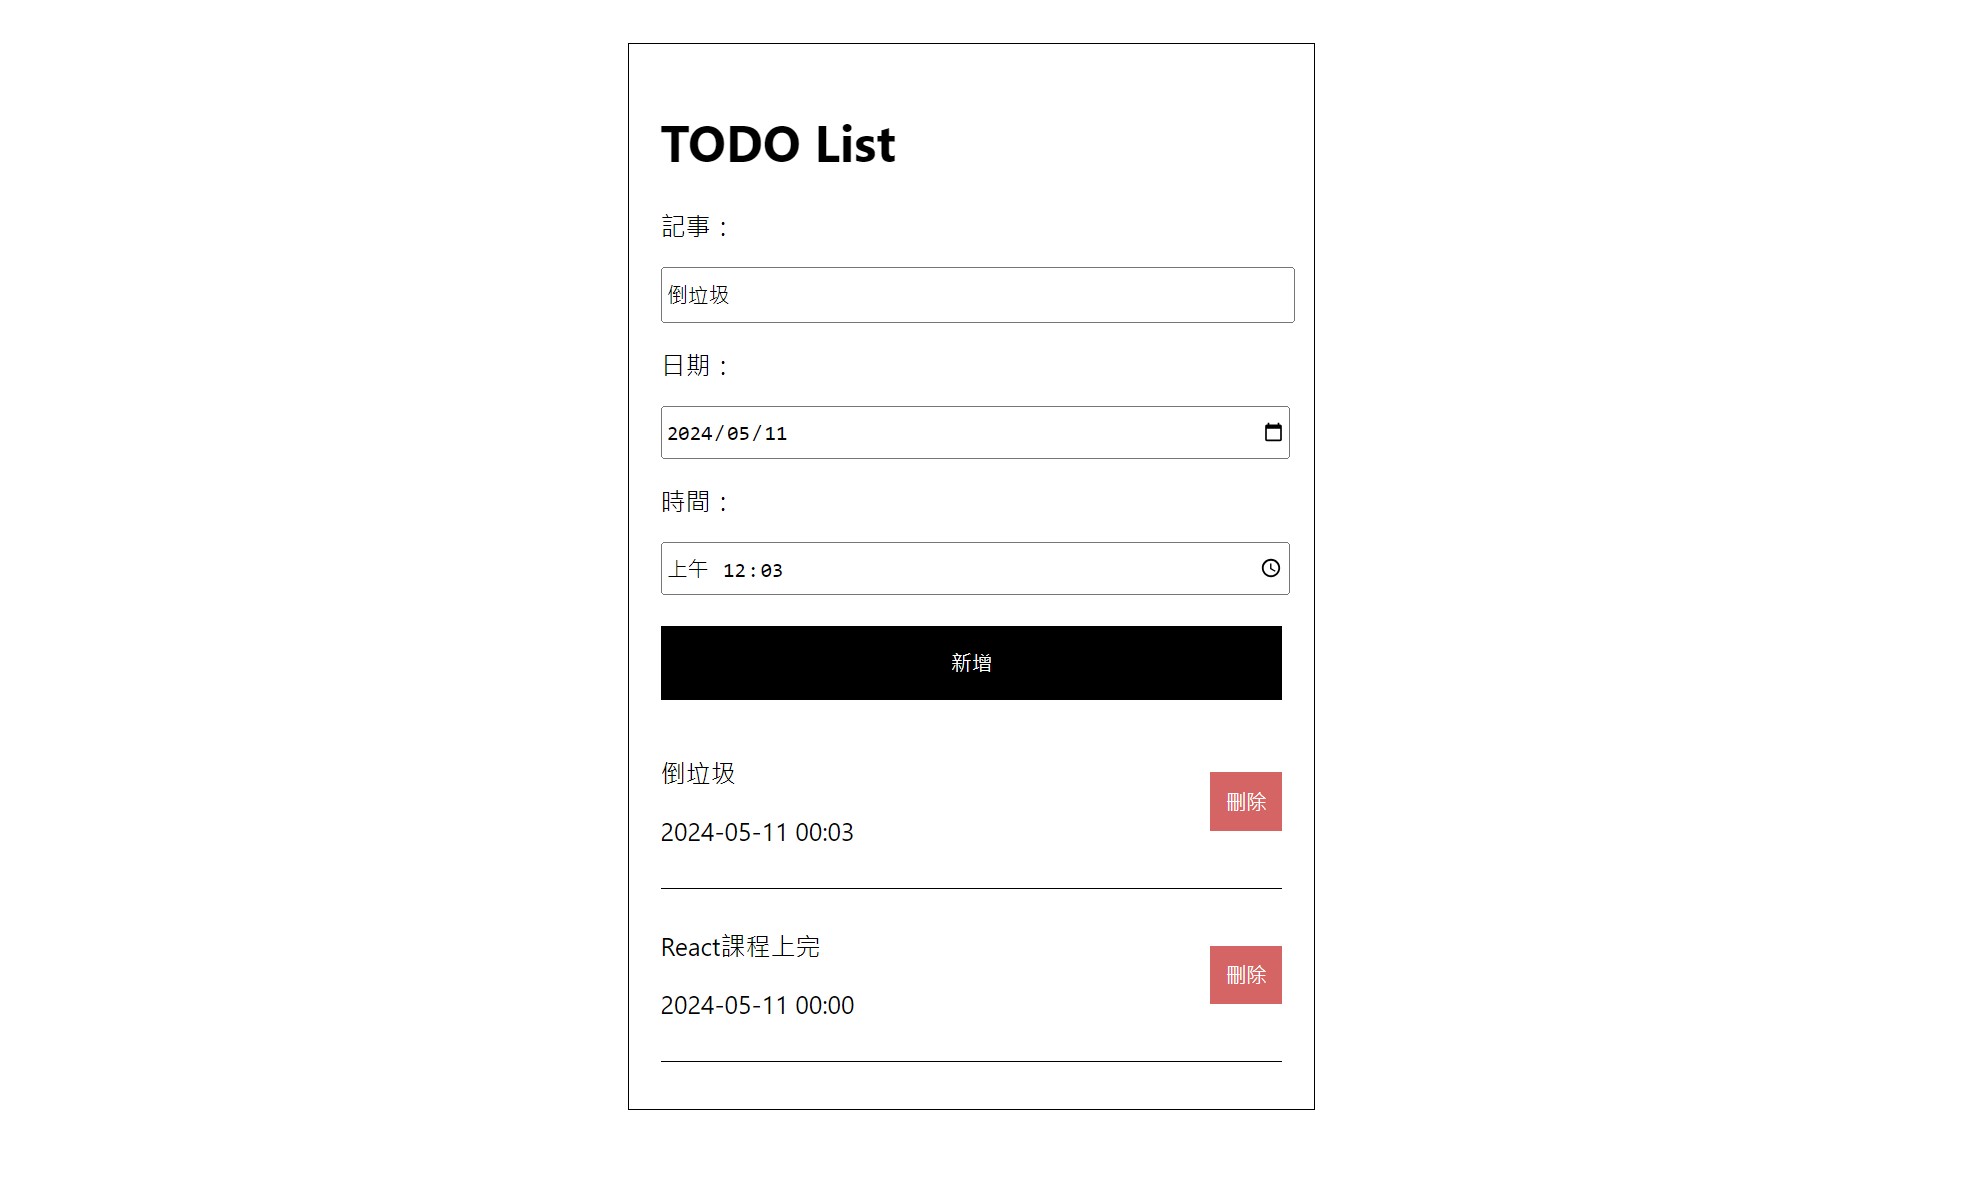 TODO List
記事：
倒垃圾
日期：
2024/05/11
時間：
上午 12:03
新增
倒垃圾
刪除
2024-05-11 00:03
React課程上完
刪除
2024-05-11 00:00